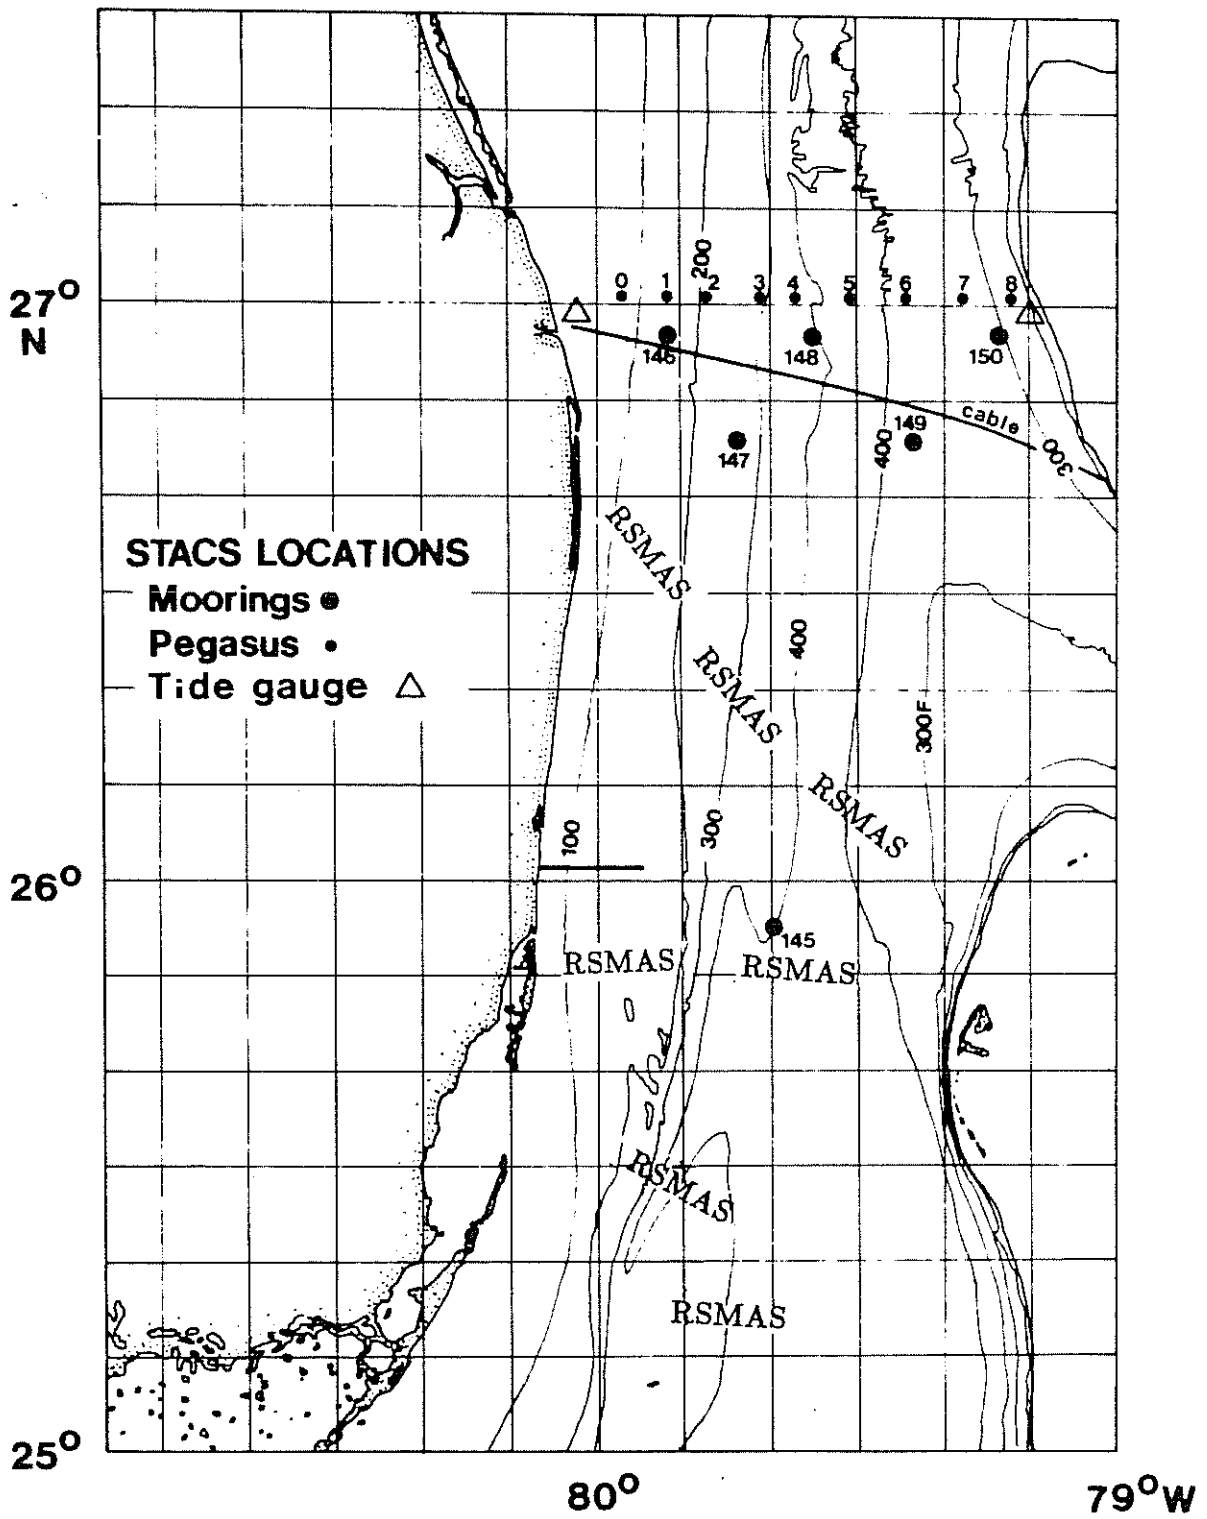 200
0 1 2 3 4 5 6 7 8
27°
N
146 148 150
cable
149
147
400
300
RSMAS
STACS LOCATIONS
Moorings
Pegasus
Tide gauge
400
RSMAS
300F
RSMAS
100
300
26°
145
RSMAS
RSMAS
RSMAS
RSMAS
25°
80°
79°W